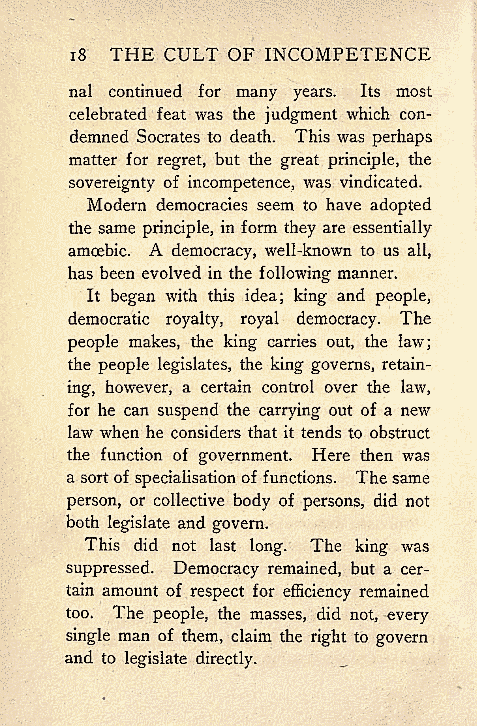 18 THE CULT OF INCOMPETENCE
nal continued for many years. Its most
celebrated feat was the judgment which con-
demned Socrates to death. This was perhaps
matter for regret, but the great principle, the
sovereignty of incompetence, was vindicated.
Modern democracies seem to have adopted
the same principle, in form they are essentially
amœbic. A democracy, well-known to us all,
has been evolved in the following manner.
It began with this idea; king and people,
democratic royalty, royal democracy. The
people makes, the king carries out, the law;
the people legislates, the king governs, retain-
ing, however, a certain control over the law,
for he can suspend the carrying out of a new
law when he considers that it tends to obstruct
the function of government. Here then was
a sort of specialisation of functions. The same
person, or collective body of persons, did not
both legislate and govern.
This did not last long. The king was
suppressed. Democracy remained, but a cer-
tain amount of respect for efficiency remained
too. The people, the masses, did not, every
single man of them, claim the right to govern
and to legislate directly.